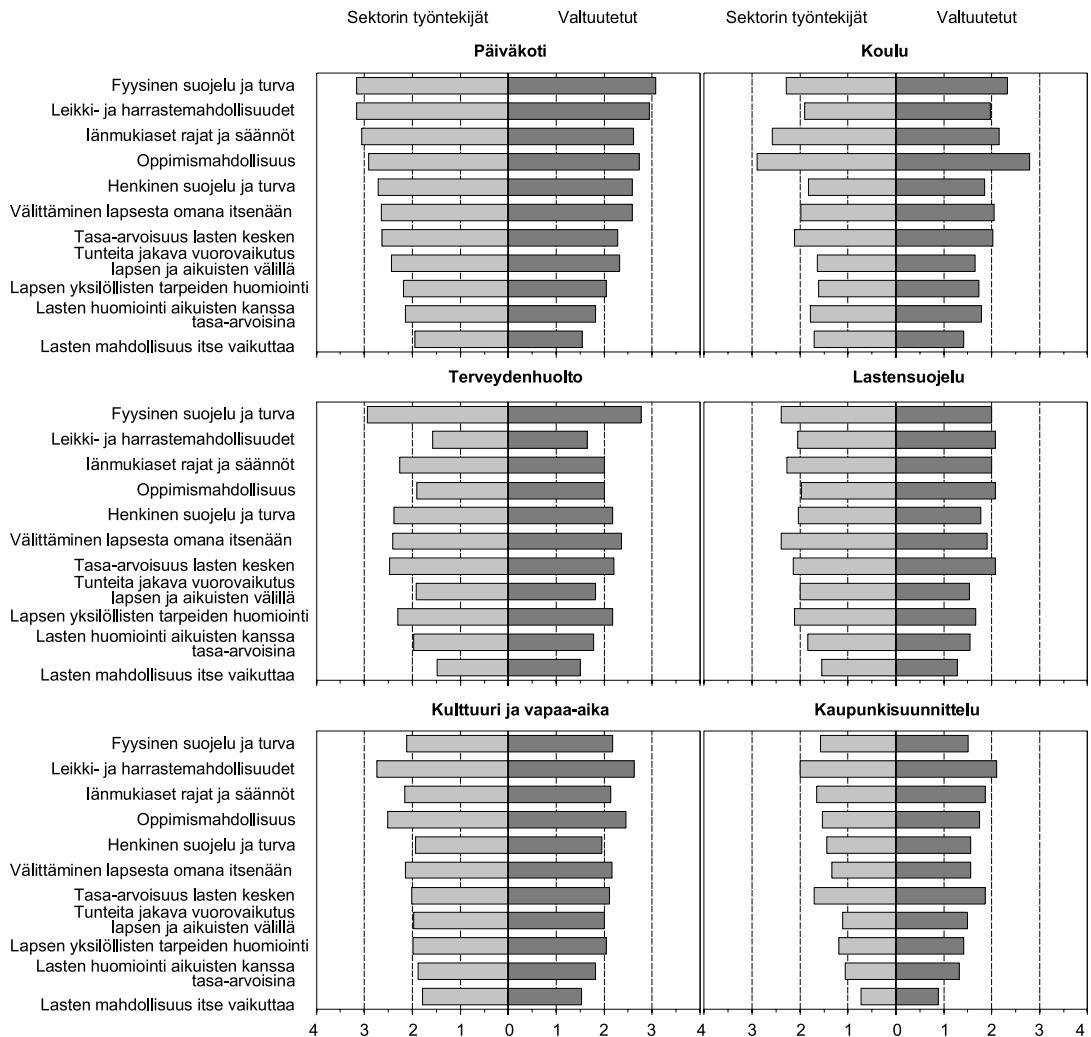 Sektorin työntekijät Valtuutetut Sektorin työntekijät Valtuutetut
Päiväkoti Koulu
Fyysinen suojelu ja turva
Leikki- ja harrastemahdollisuudet
Iänmukiaset rajat ja säännöt
Oppimismahdollisuus
Henkinen suojelu ja turva
Välittäminen lapsesta omana itsenään
Tasa-arvoisuus lasten kesken
Tunteita jakava vuorovaikutus
lapsen ja aikuisten välillä
Lapsen yksilöllisten tarpeiden huomiointi
Lasten huomiointi aikuisten kanssa
tasa-arvoisina
Lasten mahdollisuus itse vaikuttaa
Terveydenhuolto Lastensuojelu
Fyysinen suojelu ja turva
Leikki- ja harrastemahdollisuudet
Iänmukiaset rajat ja säännöt
Oppimismahdollisuus
Henkinen suojelu ja turva
Välittäminen lapsesta omana itsenään
Tasa-arvoisuus lasten kesken
Tunteita jakava vuorovaikutus
lapsen ja aikuisten välillä
Lapsen yksilöllisten tarpeiden huomiointi
Lasten huomiointi aikuisten kanssa
tasa-arvoisina
Lasten mahdollisuus itse vaikuttaa
Kulttuuri ja vapaa-aika Kaupunkisuunnittelu
Fyysinen suojelu ja turva
Leikki- ja harrastemahdollisuudet
Iänmukiaset rajat ja säännöt
Oppimismahdollisuus
Henkinen suojelu ja turva
Välittäminen lapsesta omana itsenään
Tasa-arvoisuus lasten kesken
Tunteita jakava vuorovaikutus
lapsen ja aikuisten välillä
Lapsen yksilöllisten tarpeiden huomiointi
Lasten huomiointi aikuisten kanssa
tasa-arvoisina
Lasten mahdollisuus itse vaikuttaa
4 3 2 1 0 1 2 3 4 3 2 1 0 1 2 3 4